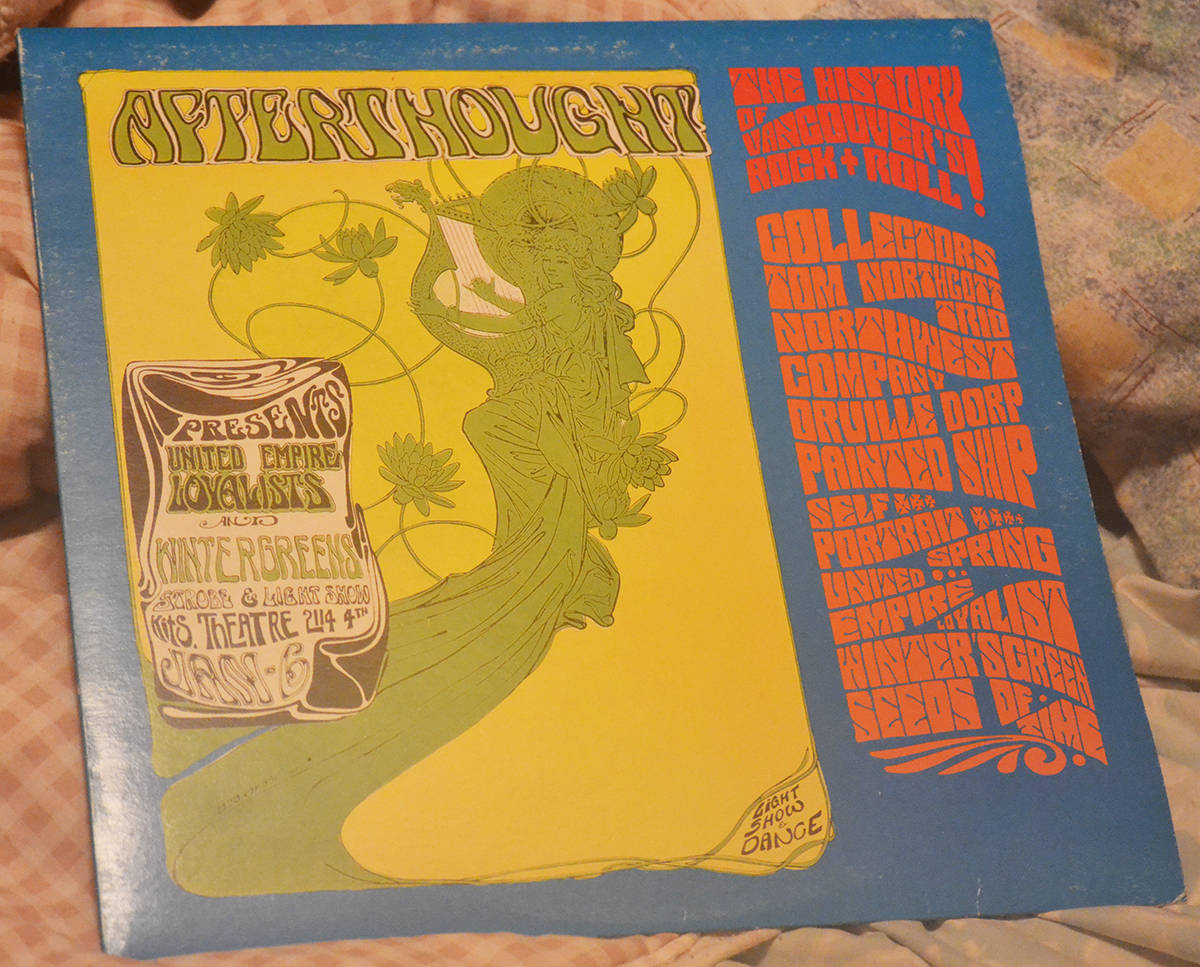 AFTERTHOUGHT
PRESENTS
UNITED EMPIRE
LOYALISTS
AND
WINTERGREENS
STROBE & LIGHT SHOW
KITS. THEATRE 2114 4TH
JAN-6
LIGHT
SHOW
&
DANCE
THE HISTORY
OF
VANCOUVER'S
ROCK + ROLL!
COLLECTORS
TOM NORTHCOTT
TRIO
NORTHWEST
COMPANY
ORVILLE DORP
PAINTED SHIP
SELF
PORTRAIT
SPRING
UNITED
EMPIRE
LOYALIST
WINTER'S GREEN
SEEDS OF
TIME